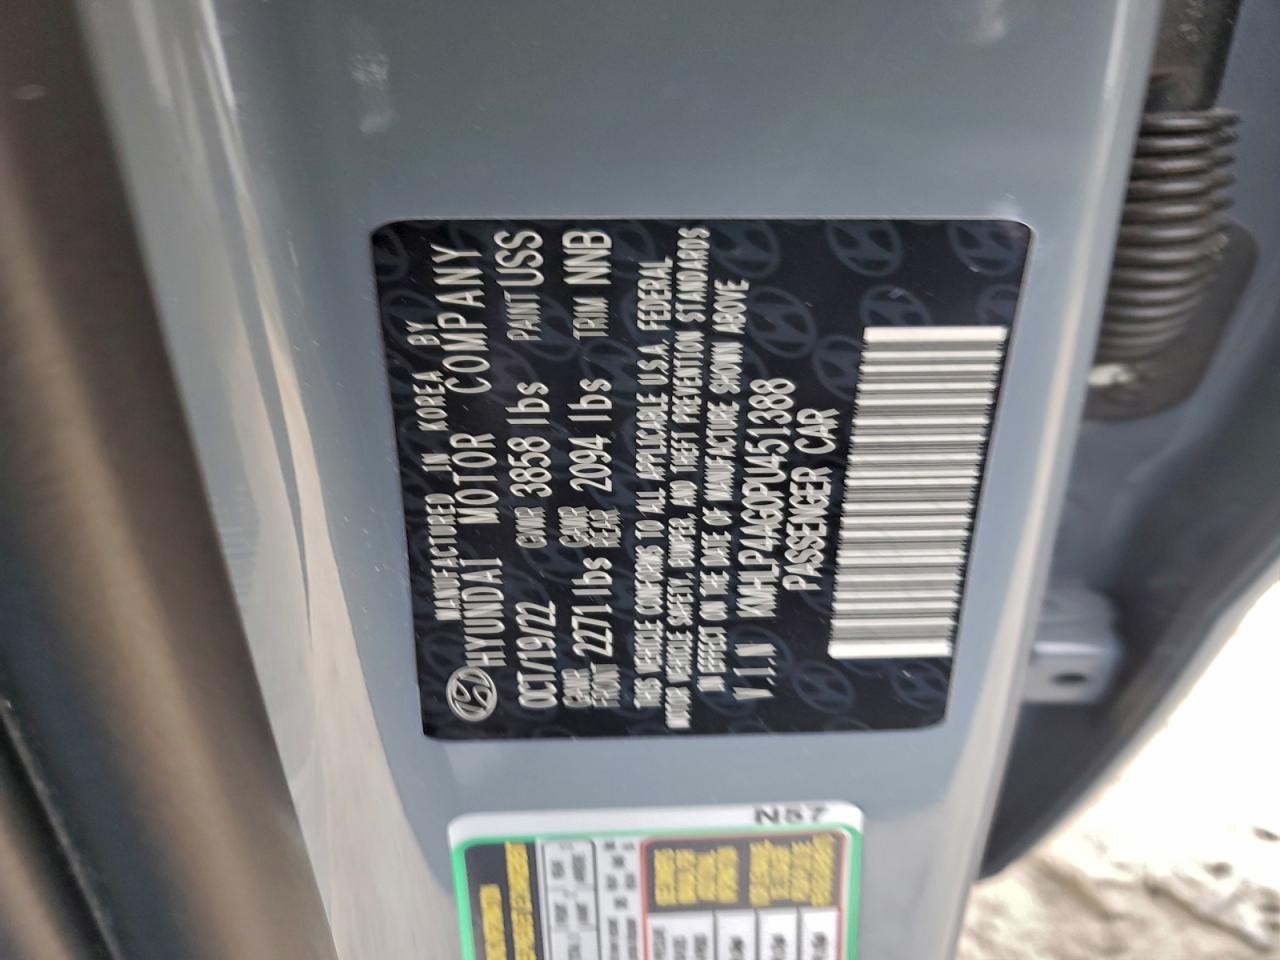 MANUFACTURED IN KOREA BY
HYUNDAI MOTOR COMPANY
OCT/19/22 GVWR 3858 lbs PAINT USS
GAWR FRONT 2271 lbs GAWR REAR 2094 lbs TRIM NNB
THIS VEHICLE CONFORMS TO ALL APPLICABLE U.S.A. FEDERAL
MOTOR VEHICLE SAFETY, BUMPER, AND THEFT PREVENTION STANDARDS
IN EFFECT ON THE DATE OF MANUFACTURE SHOWN ABOVE
V.I.N KMHLP4AG0PU451388
PASSENGER CAR
N57